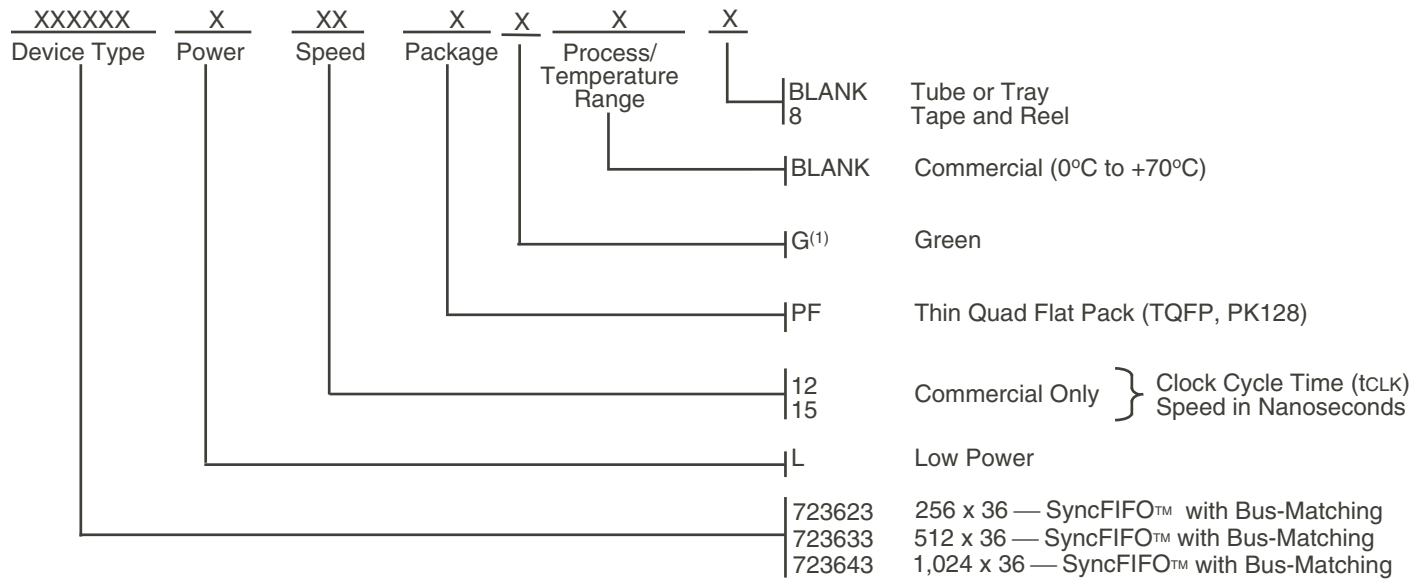 XXXXXX X XX X X X X
Device Type Power Speed Package Process/
Temperature
Range
BLANK Tube or Tray
8 Tape and Reel
BLANK Commercial (0ºC to +70ºC)
G(1) Green
PF Thin Quad Flat Pack (TQFP, PK128)
12
15
Commercial Only
Clock Cycle Time (tCLK)
Speed in Nanoseconds
L Low Power
723623 256 x 36 — SyncFIFO™ with Bus-Matching
723633 512 x 36 — SyncFIFO™ with Bus-Matching
723643 1,024 x 36 — SyncFIFO™ with Bus-Matching